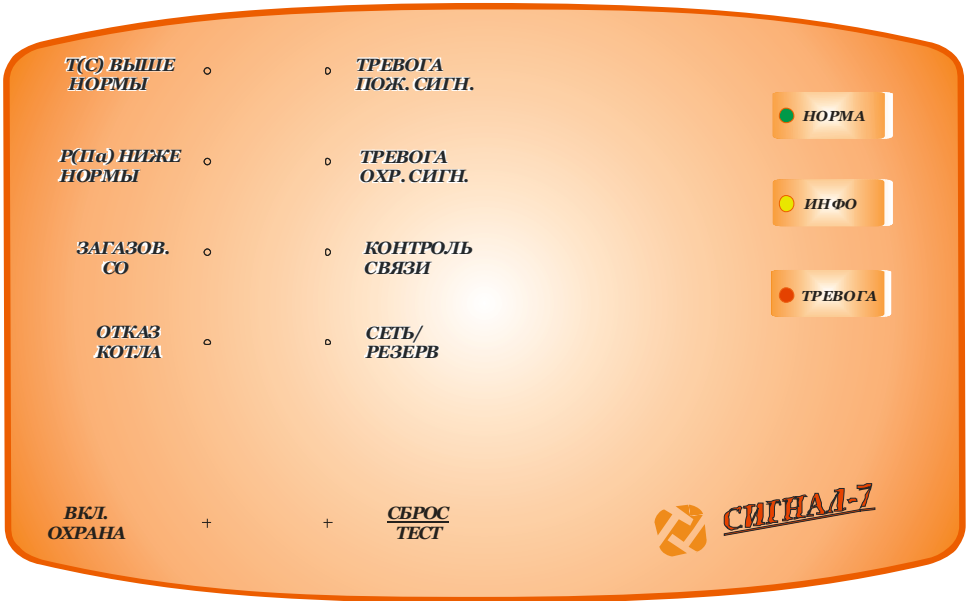 Т(С) ВЫШЕ
НОРМЫ
ТРЕВОГА
ПОЖ. СИГН.
Р(Па) НИЖЕ
НОРМЫ
ТРЕВОГА
ОХР. СИГН.
ЗАГАЗОВ.
СО
КОНТРОЛЬ
СВЯЗИ
ОТКАЗ
КОТЛА
СЕТЬ/
РЕЗЕРВ
НОРМА
ИНФО
ТРЕВОГА
ВКЛ.
ОХРАНА
+
+
СБРОС
ТЕСТ
СИГНАЛ-7